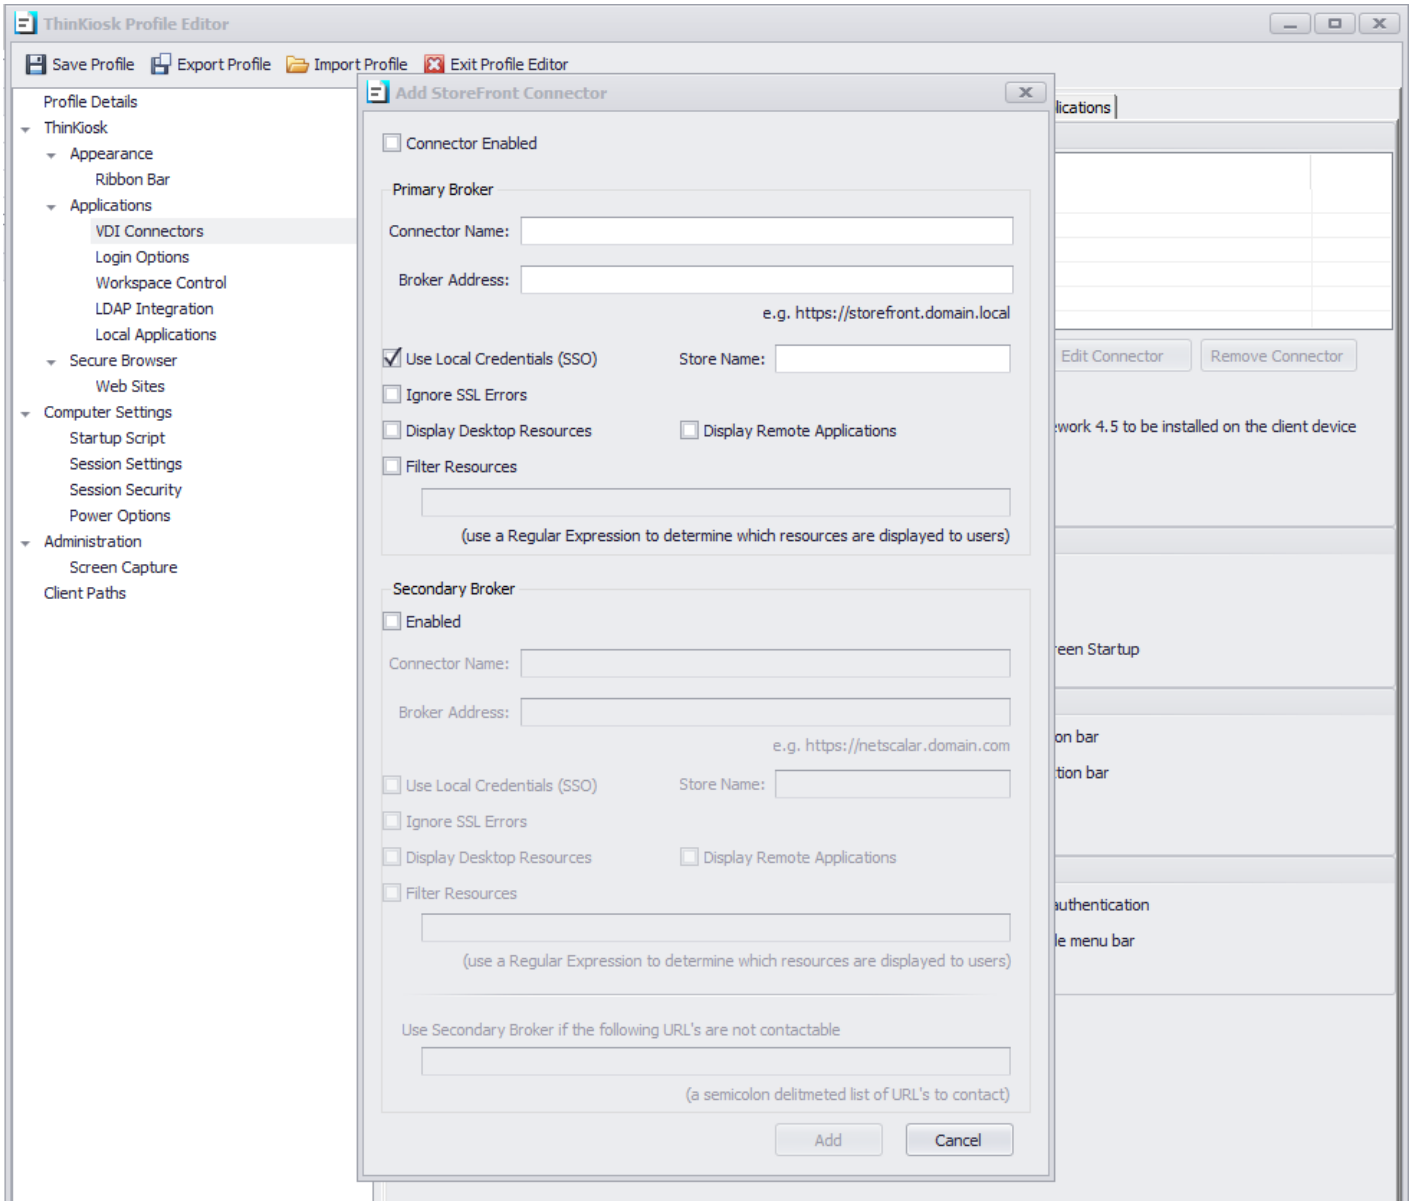 ThinKiosk Profile Editor
Save Profile Export Profile Import Profile Exit Profile Editor
Profile Details
ThinKiosk
Appearance
Ribbon Bar
Applications
VDI Connectors
Login Options
Workspace Control
LDAP Integration
Local Applications
Secure Browser
Web Sites
Computer Settings
Startup Script
Session Settings
Session Security
Power Options
Administration
Screen Capture
Client Paths
Add StoreFront Connector
Connector Enabled
Primary Broker
Connector Name:
Broker Address:
e.g. https://storefront.domain.local
Use Local Credentials (SSO) Store Name:
Ignore SSL Errors
Display Desktop Resources Display Remote Applications
Filter Resources
(use a Regular Expression to determine which resources are displayed to users)
Secondary Broker
Enabled
Connector Name:
Broker Address:
e.g. https://netscalar.domain.com
Use Local Credentials (SSO) Store Name:
Ignore SSL Errors
Display Desktop Resources Display Remote Applications
Filter Resources
(use a Regular Expression to determine which resources are displayed to users)
Use Secondary Broker if the following URL's are not contactable
(a semicolon delitmeted list of URL's to contact)
Add Cancel
lications
Edit Connector Remove Connector
ework 4.5 to be installed on the client device
reen Startup
on bar
tion bar
authentication
le menu bar